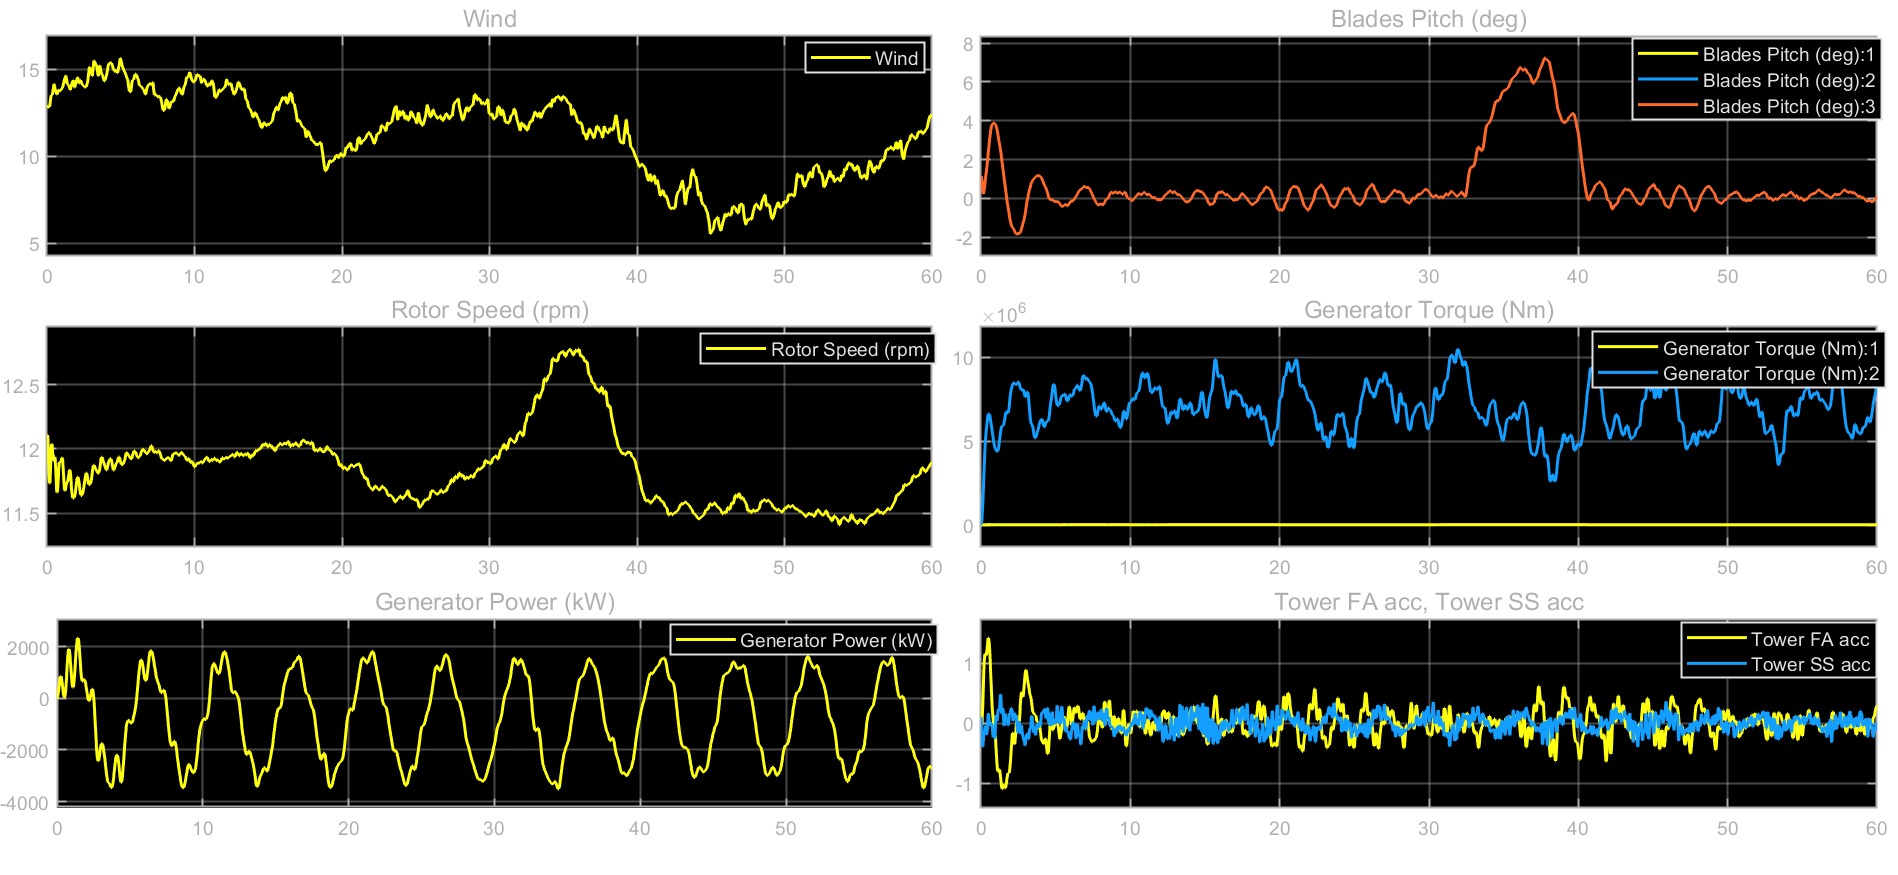 Wind
Wind
15
10
5
0 10 20 30 40 50 60
Blades Pitch (deg)
Blades Pitch (deg):1
Blades Pitch (deg):2
Blades Pitch (deg):3
8
6
4
2
0
-2
0 10 20 30 40 50 60
Rotor Speed (rpm)
Rotor Speed (rpm)
12.5
12
11.5
0 10 20 30 40 50 60
Generator Torque (Nm)
×10⁶
Generator Torque (Nm):1
Generator Torque (Nm):2
10
5
0
0 10 20 30 40 50 60
Generator Power (kW)
Generator Power (kW)
2000
0
-2000
-4000
0 10 20 30 40 50 60
Tower FA acc, Tower SS acc
Tower FA acc
Tower SS acc
1
0
-1
0 10 20 30 40 50 60